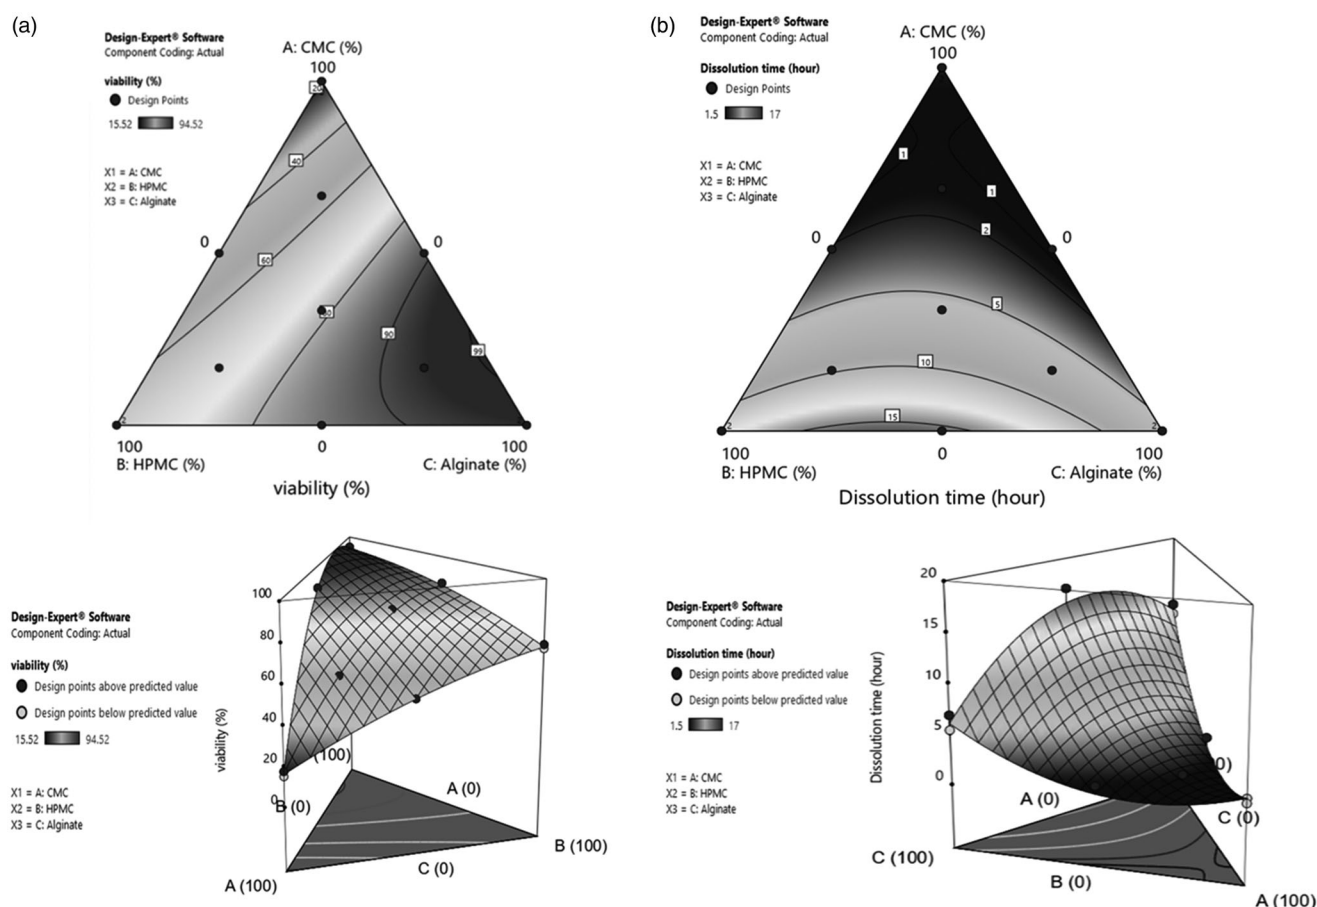 (a)
Design-Expert® Software
Component Coding: Actual
viability (%)
Design Points
15.52 94.52
X1 = A: CMC
X2 = B: HPMC
X3 = C: Alginate
A: CMC (%)
100
20
40
0
0
60
90
99
2
100
0
100
B: HPMC (%)
C: Alginate (%)
viability (%)
(b)
Design-Expert® Software
Component Coding: Actual
Dissolution time (hour)
Design Points
1.5 17
X1 = A: CMC
X2 = B: HPMC
X3 = C: Alginate
A: CMC (%)
100
1
1
2
0
0
5
10
15
2
2
100
0
100
B: HPMC (%)
C: Alginate (%)
Dissolution time (hour)
Design-Expert® Software
Component Coding: Actual
viability (%)
Design points above predicted value
Design points below predicted value
15.52 94.52
X1 = A: CMC
X2 = B: HPMC
X3 = C: Alginate
viability (%)
100
80
60
40
20
0
(100)
B (0)
A (0)
B (100)
C (0)
A (100)
Design-Expert® Software
Component Coding: Actual
Dissolution time (hour)
Design points above predicted value
Design points below predicted value
1.5 17
X1 = A: CMC
X2 = B: HPMC
X3 = C: Alginate
Dissolution time (hour)
20
15
10
5
0
A (0)
C (0)
C (100)
B (0)
A (100)